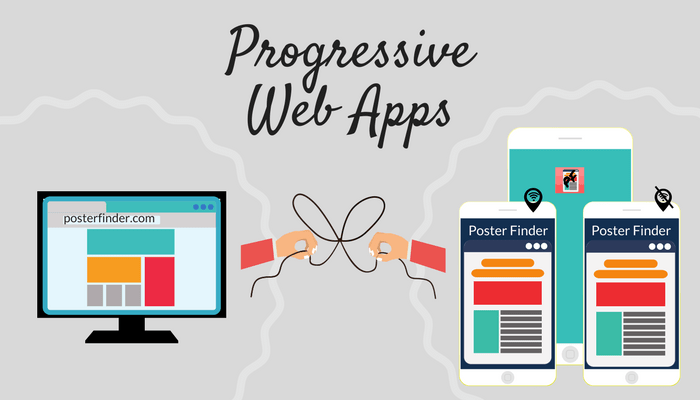 Progressive
Web Apps
posterfinder.com
Poster Finder
Poster Finder